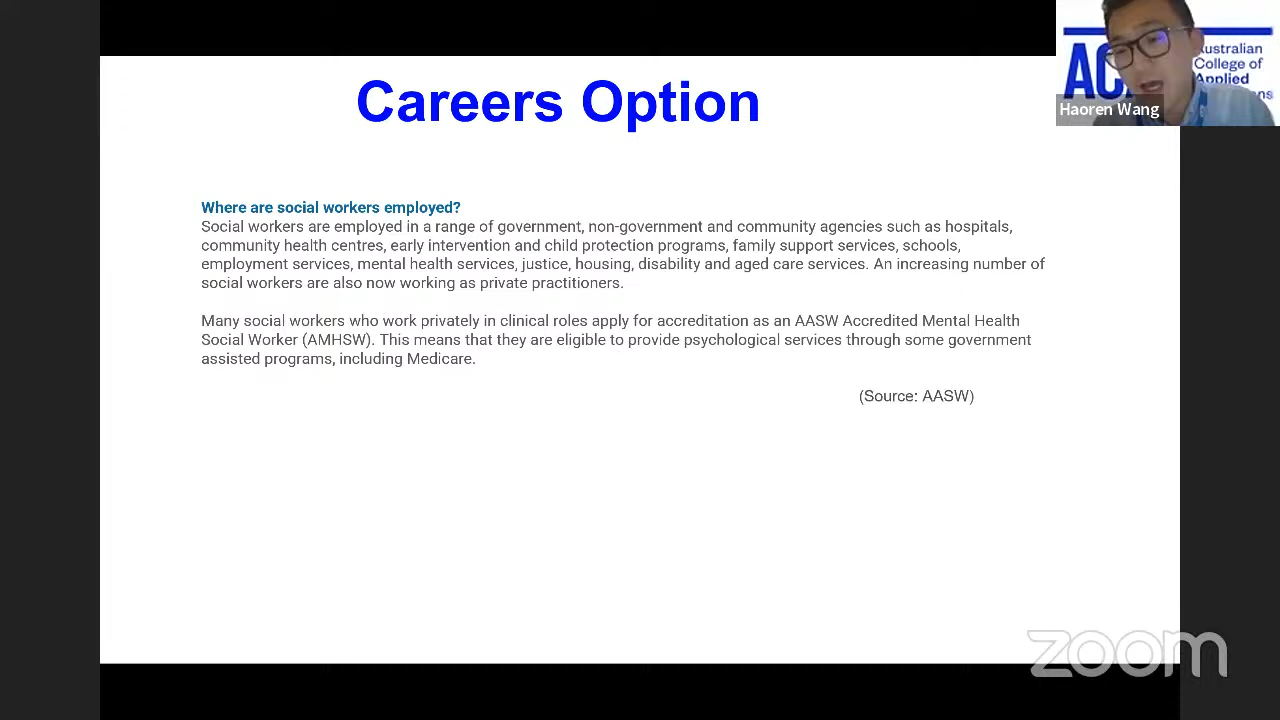 Careers Option
Australian
College of
Applied
Haoren Wang
Where are social workers employed?
Social workers are employed in a range of government, non-government and community agencies such as hospitals,
community health centres, early intervention and child protection programs, family support services, schools,
employment services, mental health services, justice, housing, disability and aged care services. An increasing number of
social workers are also now working as private practitioners.
Many social workers who work privately in clinical roles apply for accreditation as an AASW Accredited Mental Health
Social Worker (AMHSW). This means that they are eligible to provide psychological services through some government
assisted programs, including Medicare.
(Source: AASW)
zoom